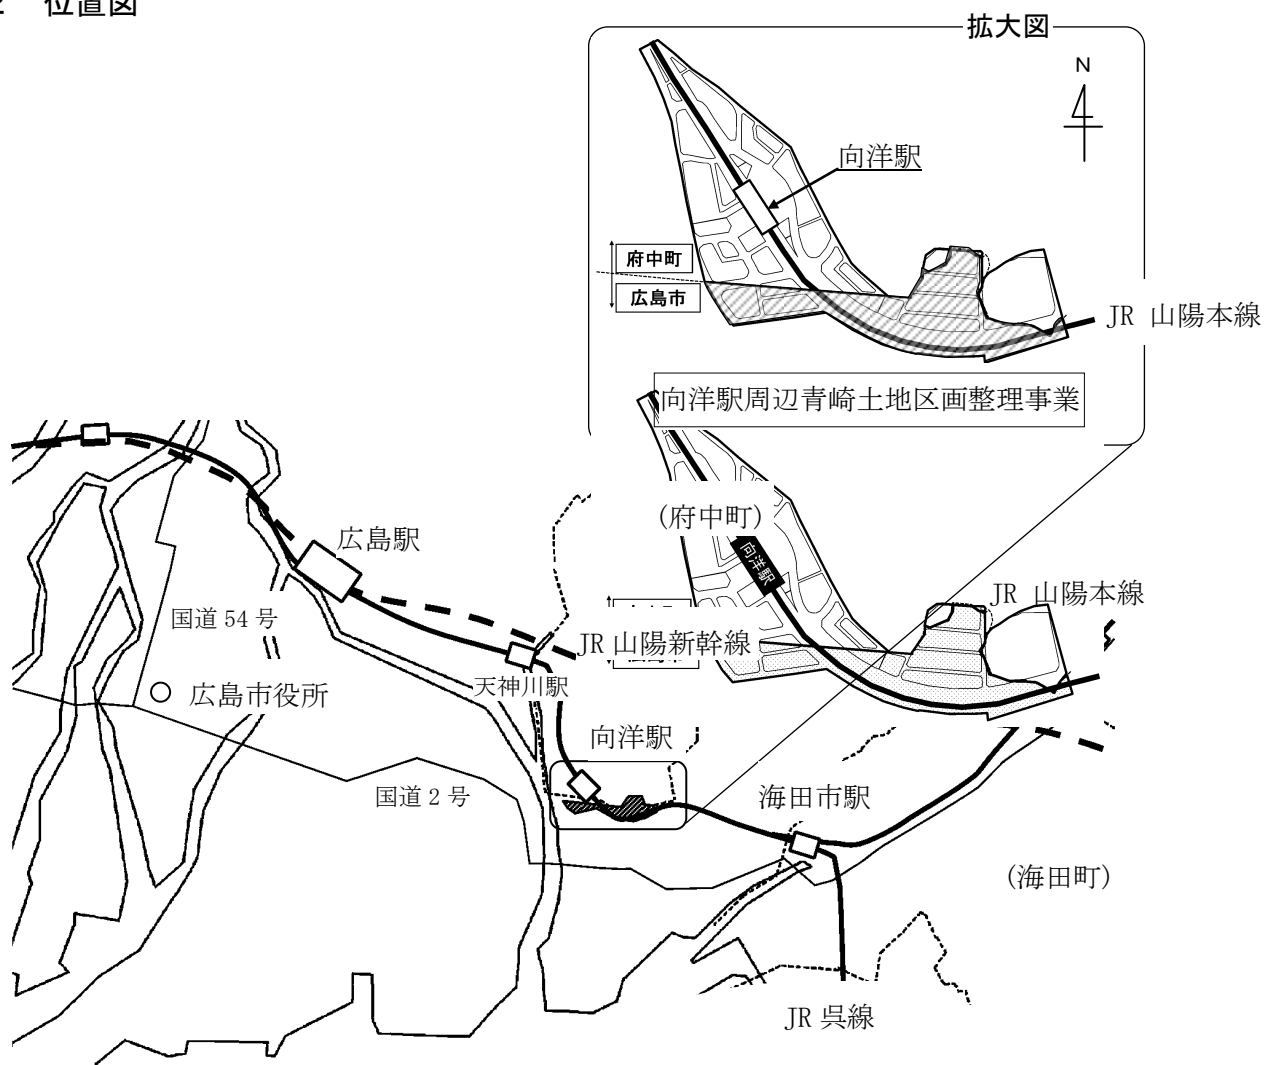 位置図
拡大図
N
向洋駅
府中町
広島市
JR 山陽本線
向洋駅周辺青崎土地区画整理事業
(府中町)
広島駅
向洋駅
JR 山陽本線
国道54号
JR 山陽新幹線
天神川駅
広島市役所
向洋駅
国道2号
海田市駅
(海田町)
JR 呉線